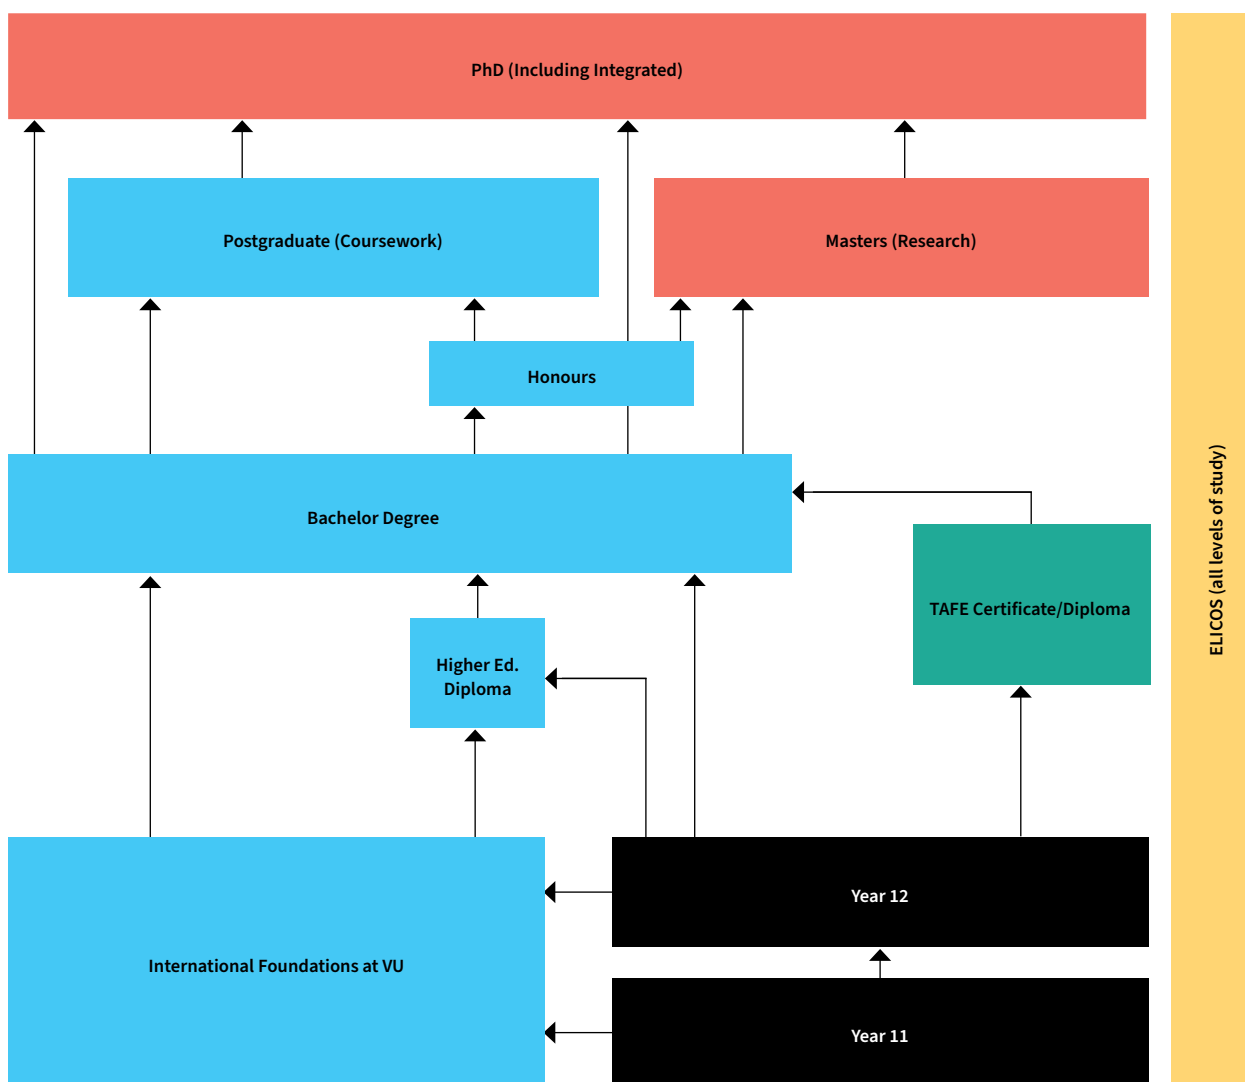 PhD (Including Integrated)
Postgraduate (Coursework)
Masters (Research)
Honours
Bachelor Degree
TAFE Certificate/Diploma
Higher Ed.
Diploma
Year 12
International Foundations at VU
Year 11
ELICOS (all levels of study)